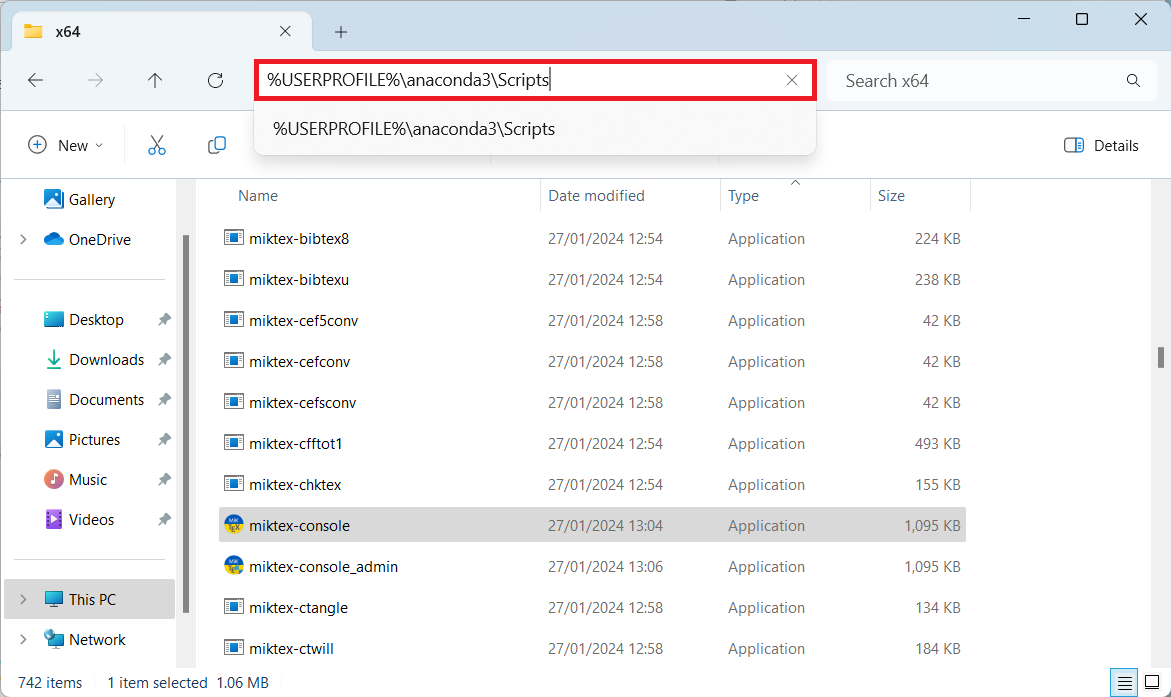 x64
%USERPROFILE%\anaconda3\Scripts
Search x64
%USERPROFILE%\anaconda3\Scripts
New
Details
Gallery
OneDrive
Desktop
Downloads
Documents
Pictures
Music
Videos
This PC
Network
Name Date modified Type Size
miktex-bibtex8 27/01/2024 12:54 Application 224 KB
miktex-bibtexu 27/01/2024 12:54 Application 238 KB
miktex-cef5conv 27/01/2024 12:58 Application 42 KB
miktex-cefconv 27/01/2024 12:58 Application 42 KB
miktex-cefsconv 27/01/2024 12:58 Application 42 KB
miktex-cfftot1 27/01/2024 12:54 Application 493 KB
miktex-chktex 27/01/2024 12:54 Application 155 KB
miktex-console 27/01/2024 13:04 Application 1,095 KB
miktex-console_admin 27/01/2024 13:06 Application 1,095 KB
miktex-ctangle 27/01/2024 12:58 Application 134 KB
miktex-ctwill 27/01/2024 12:58 Application 184 KB
742 items 1 item selected 1.06 MB